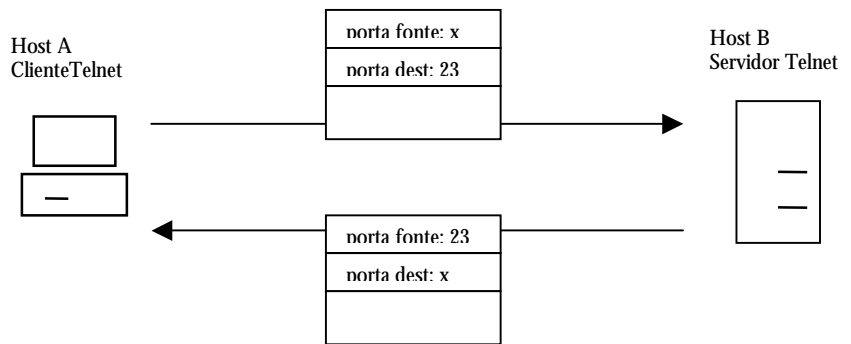 Host A
ClienteTelnet
porta fonte: x
porta dest: 23
Host B
Servidor Telnet
porta fonte: 23
porta dest: x